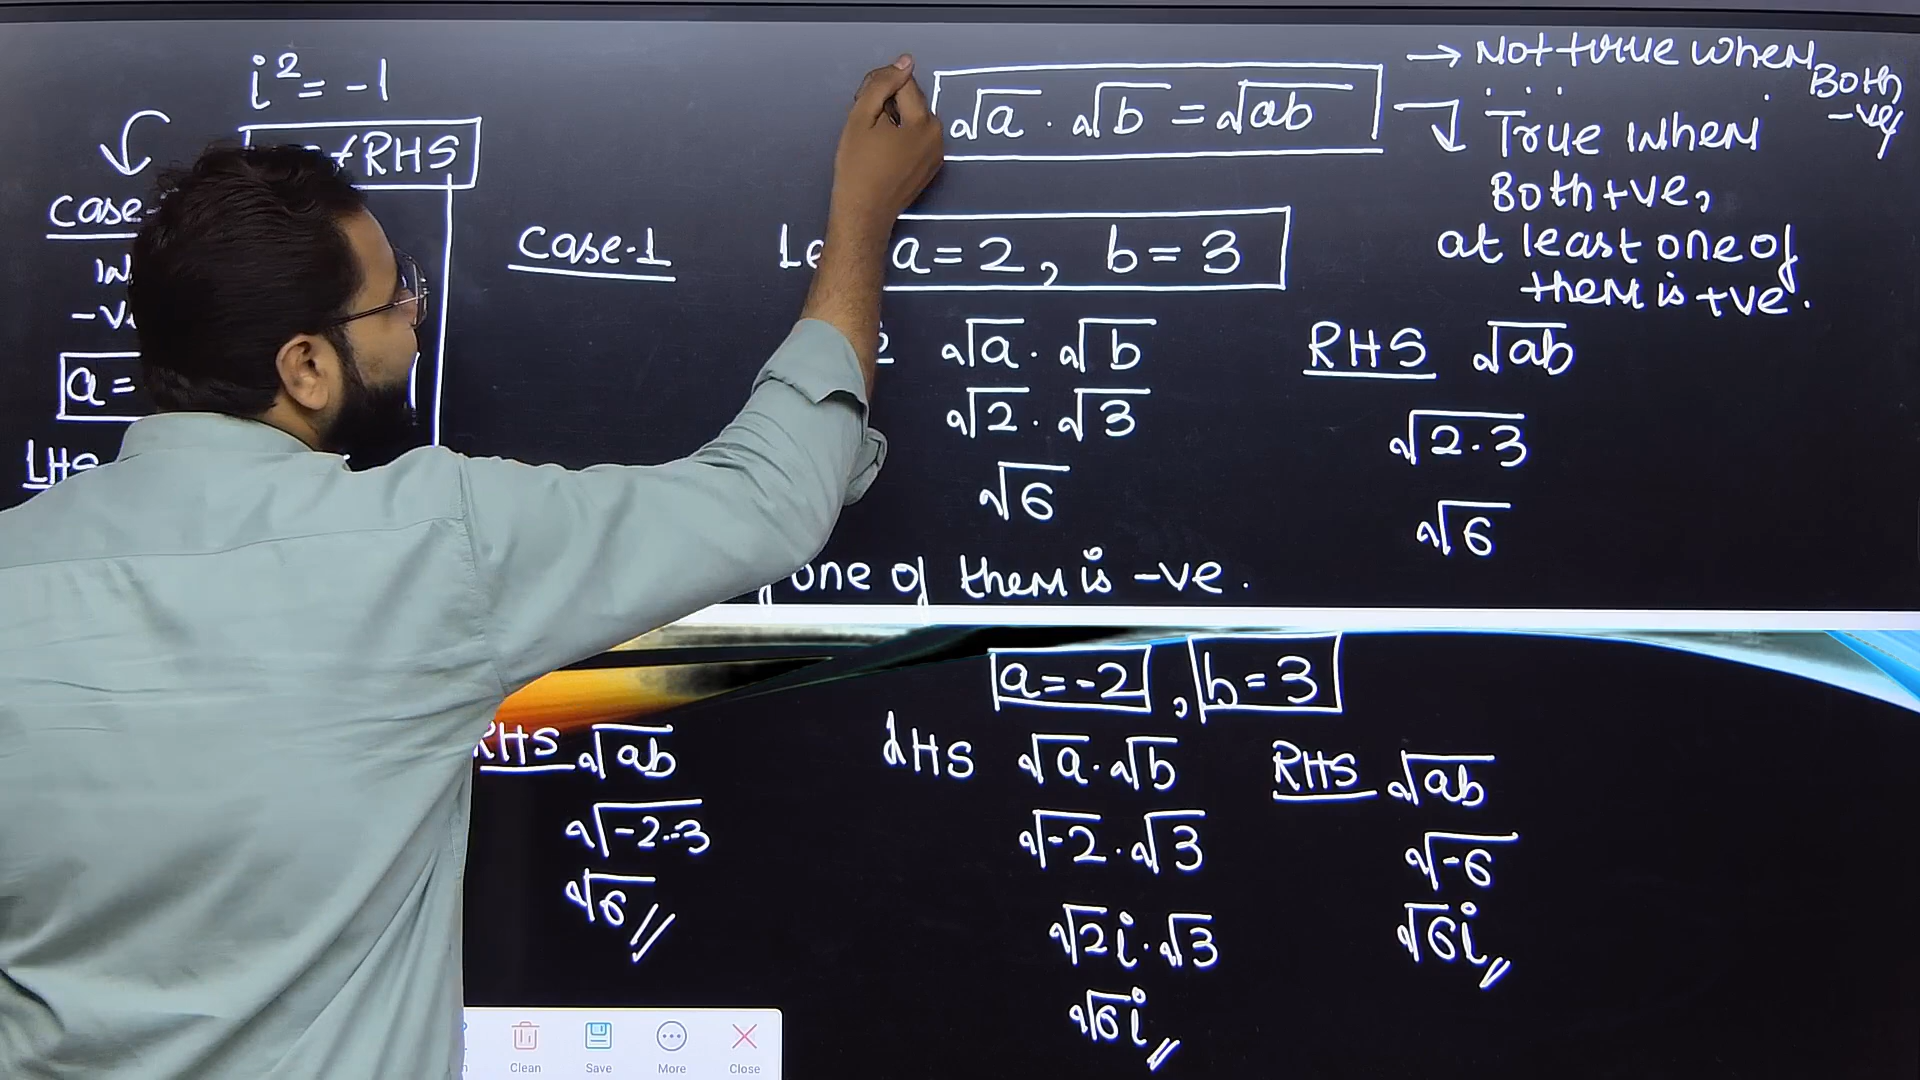 i² = -1
≠ RHS
case-
-ve
a =
LHS
√a . √b = √ab
→ Not true when Both -ve
True when
Both +ve,
at least one of
them is +ve.
case-1
a = 2 , b = 3
√a . √b
√2 . √3
√6
RHS √ab
√2.3
√6
one of them is -ve.
RHS √ab
√-2.-3
√6 //
a = -2 , b = 3
LHS √a . √b
√-2 . √3
√2 i . √3
√6 i //
RHS √ab
√-6
√6 i //
Clean
Save
More
Close